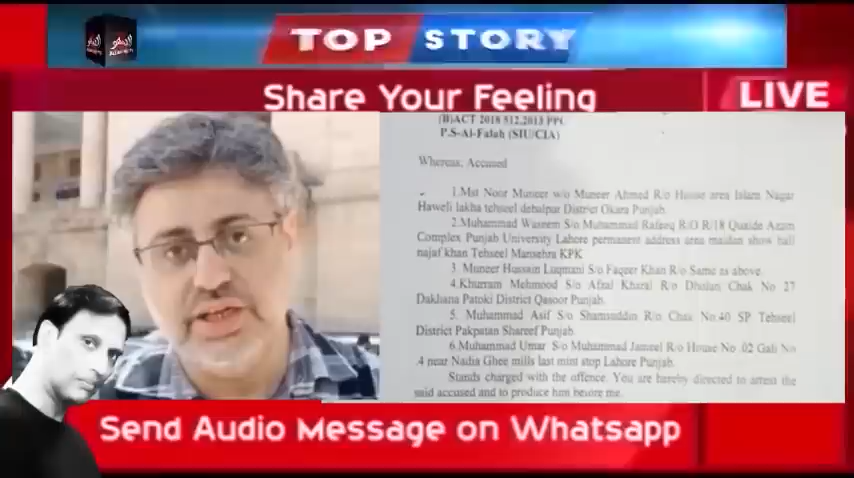 TOP STORY
Share Your Feeling
LIVE
(B)ACT 2018 512,2013 PPC
P.S-Al-Falah (SIU/CIA)
Whereas, Accused
1.Mst Noor Muneer w/o Muneer Ahmed R/o House area Islam Nagar
Haweli lakha tehseel debalpur District Okara Punjab.
2.Muhammad Waseem S/o Muhammad Rafeeq R/O R/18 Quaide Azam
Complex Punjab University Lahore permanent address area maidan show hall
najaf khan Tehseel Mansehra KPK
3. Muneer Hussain Luqmani S/o Faqeer Khan R/o Same as above.
4.Khurram Mehmood S/o Afzal Kharal R/o Dholan Chak No 27
Dakhana Patoki District Qasoor Punjab.
5. Muhammad Asif S/o Shamsuddin R/o Chak No.40 SP Tehseel
District Pakpatan Shareef Punjab.
6.Muhammad Umar S/o Muhammad Jameel R/o House No .02 Gali No
.4 near Nadia Ghee mills last mint stop Lahore Punjab.
Stands charged with the offence. You are hereby directed to arrest the
said accused and to produce him before me.
Send Audio Message on Whatsapp